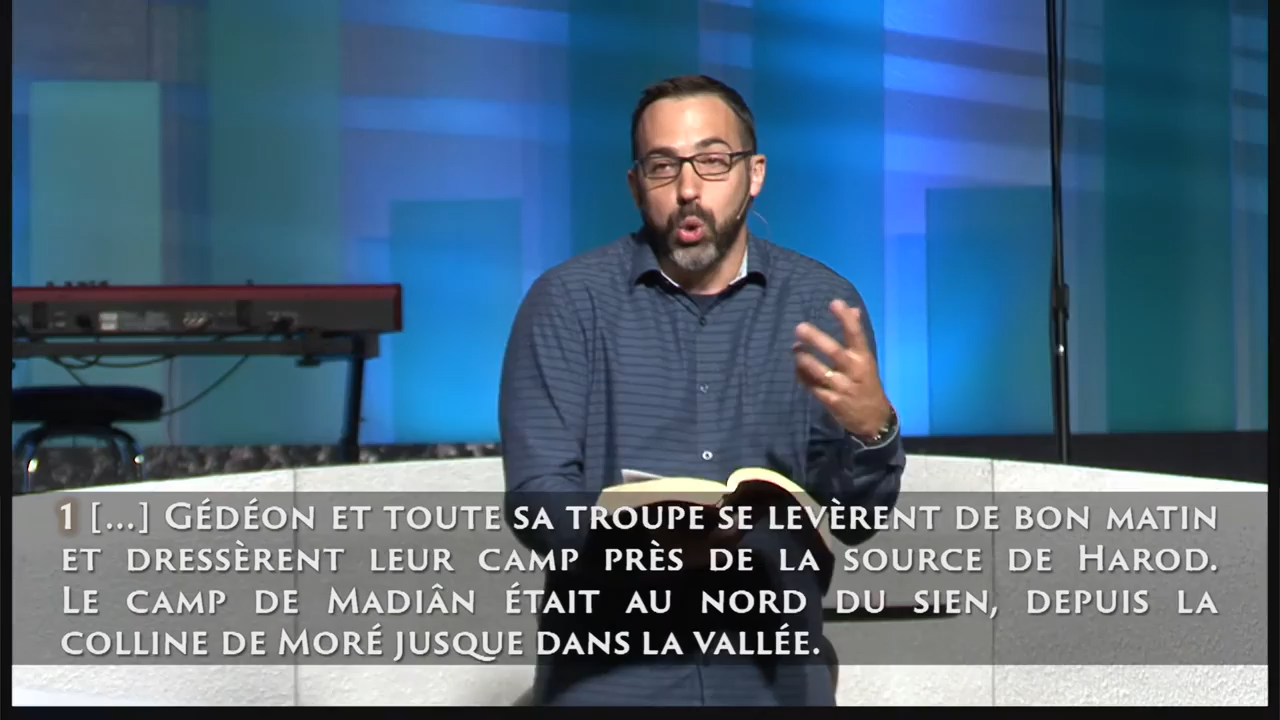 1 [...] Gédéon et toute sa troupe se levèrent de bon matin
et dressèrent leur camp près de la source de Harod.
Le camp de Madiân était au nord du sien, depuis la
colline de Moré jusque dans la vallée.